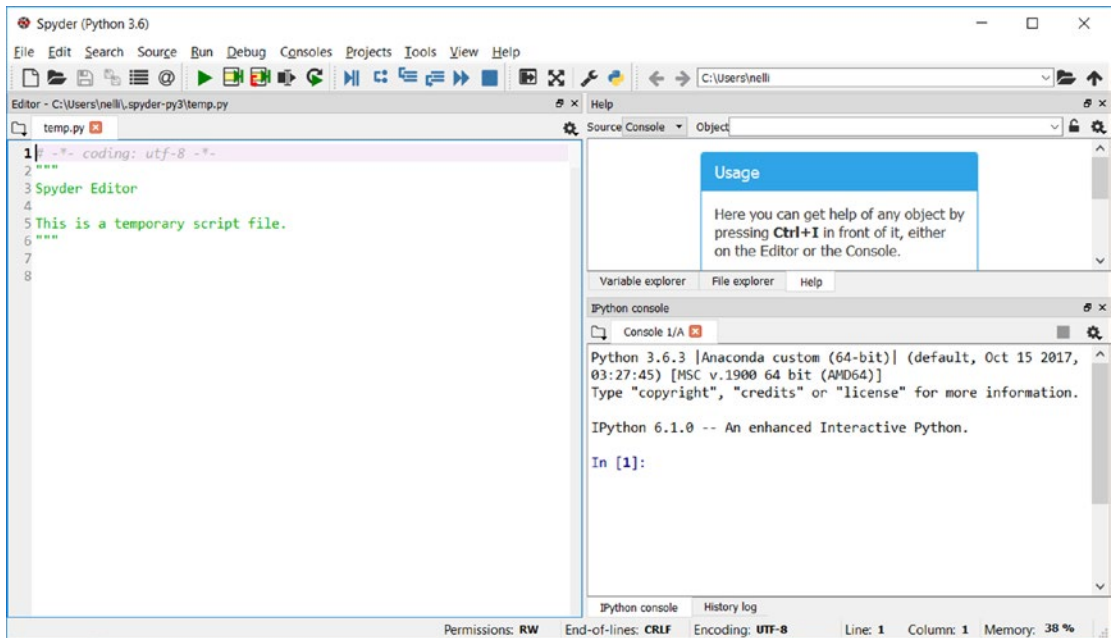 Spyder (Python 3.6)
File Edit Search Source Run Debug Consoles Projects Tools View Help
C:\Users\nelli
Editor - C:\Users\nelli\.spyder-py3\temp.py
temp.py
1 # -*- coding: utf-8 -*-
2 """
3 Spyder Editor
4
5 This is a temporary script file.
6 """
7
8
Help
Source Console Object
Usage
Here you can get help of any object by
pressing Ctrl+I in front of it, either
on the Editor or the Console.
Variable explorer File explorer Help
IPython console
Console 1/A
Python 3.6.3 |Anaconda custom (64-bit)| (default, Oct 15 2017,
03:27:45) [MSC v.1900 64 bit (AMD64)]
Type "copyright", "credits" or "license" for more information.
IPython 6.1.0 -- An enhanced Interactive Python.
In [1]:
IPython console History log
Permissions: RW End-of-lines: CRLF Encoding: UTF-8 Line: 1 Column: 1 Memory: 38 %